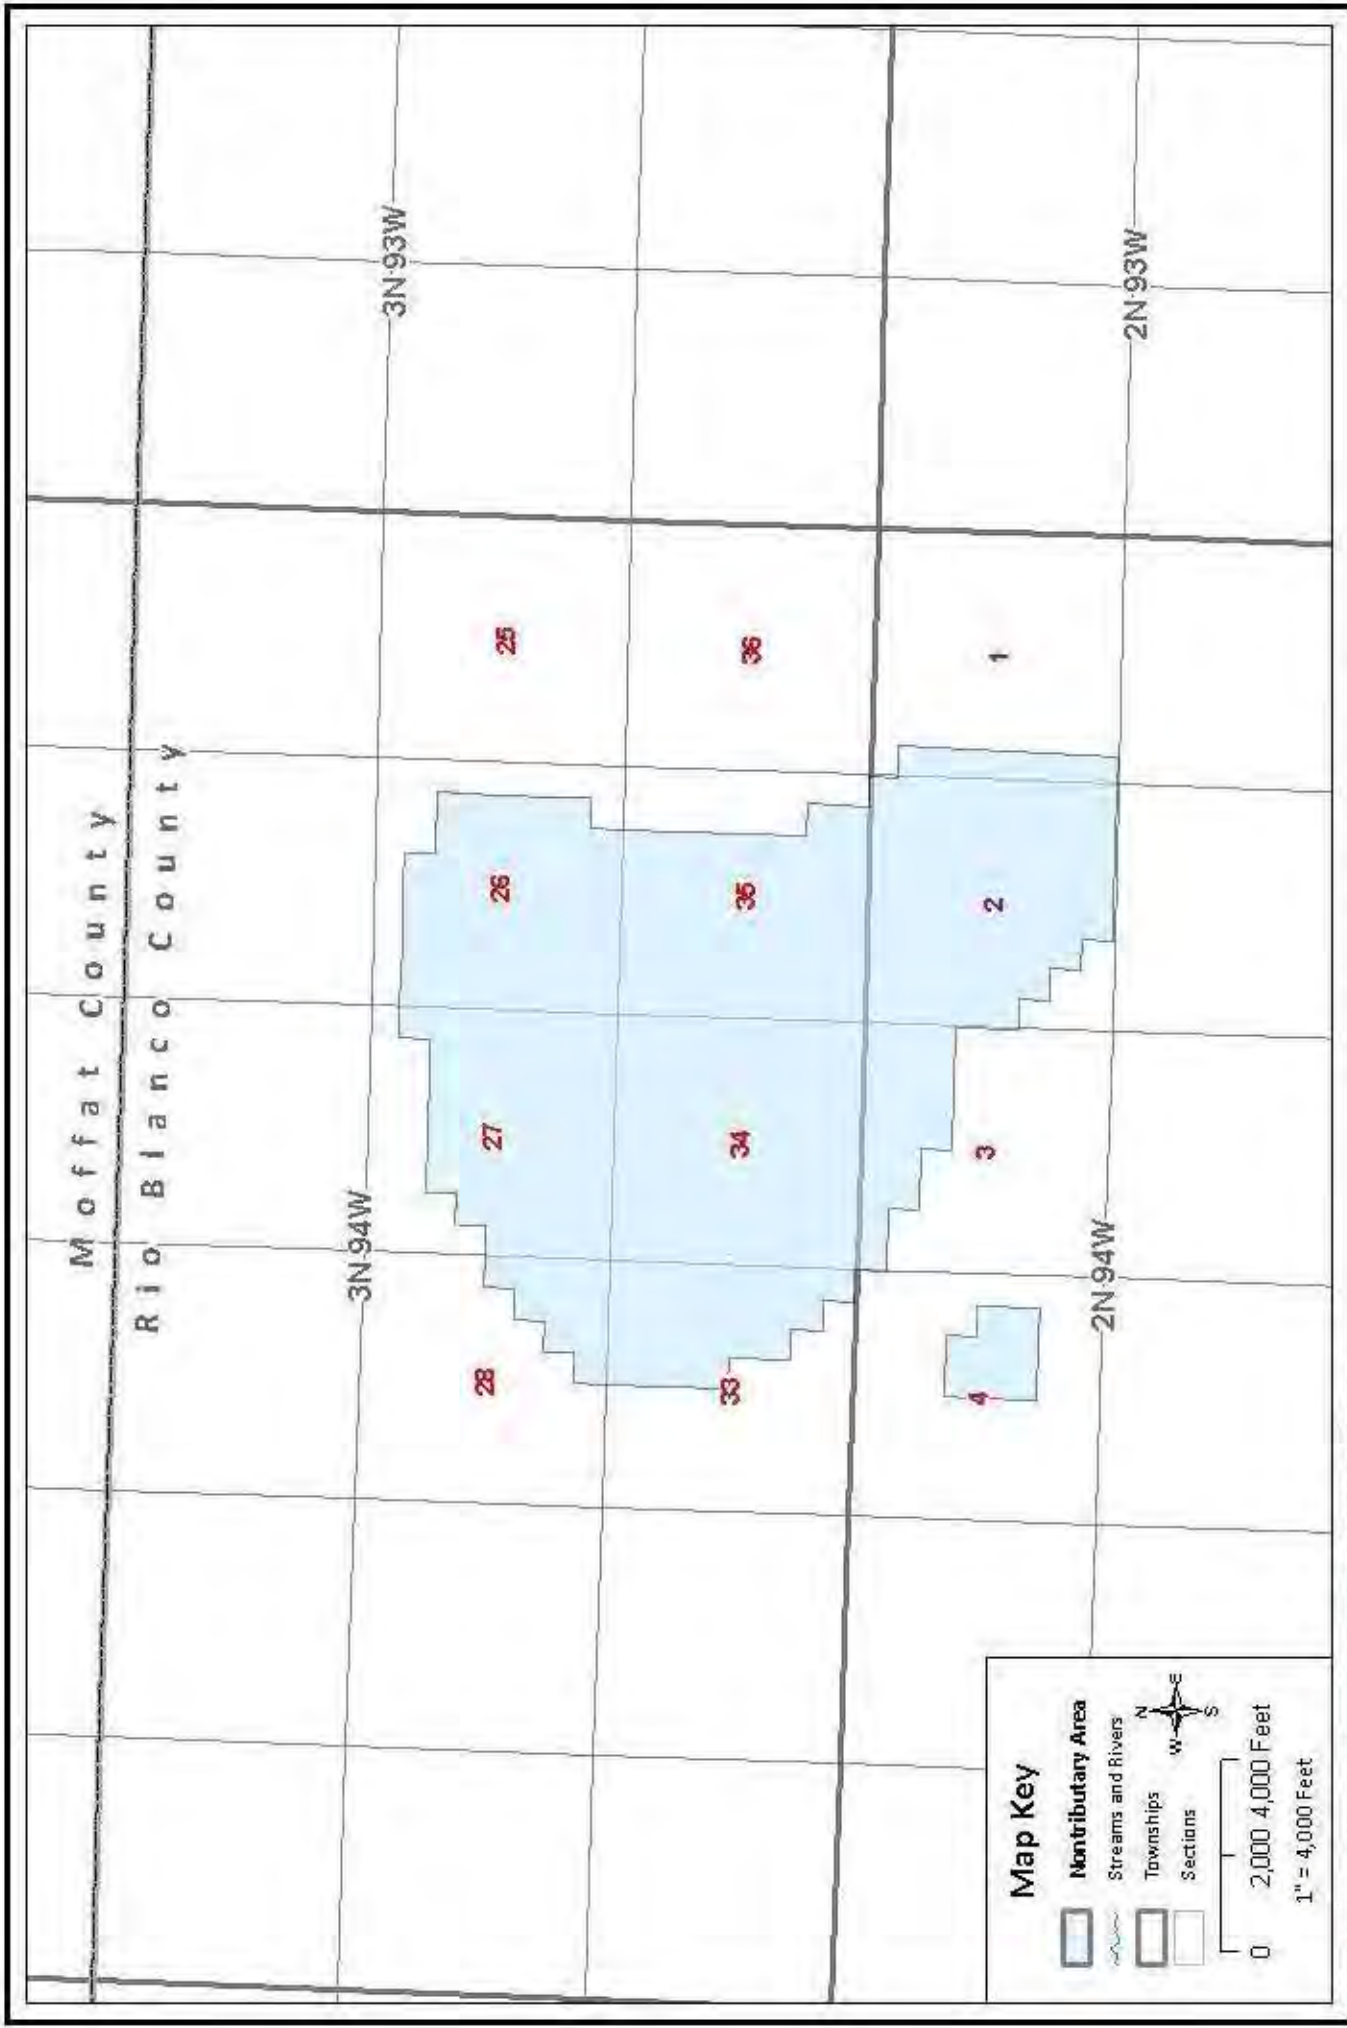 Moffat County
Rio Blanco County
3N 94W
3N 93W
28
27
26
25
33
34
35
36
4
3
2
1
2N 94W
2N 93W
Map Key
Nontributary Area
Streams and Rivers
Townships
Sections
N
W
E
S
0 2,000 4,000 Feet
1" = 4,000 Feet